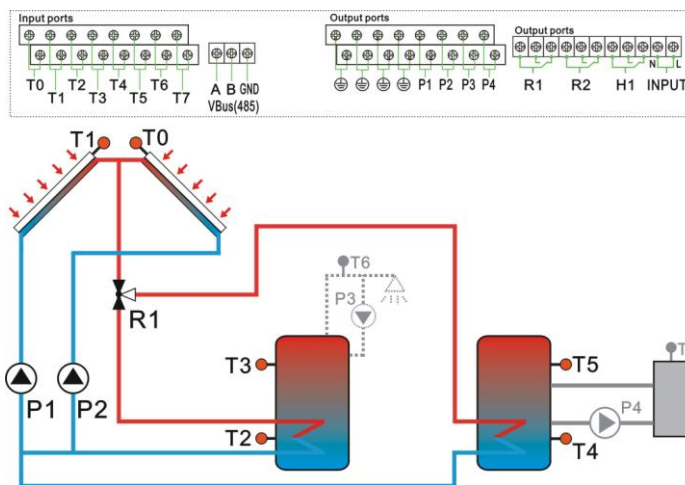 Input ports
T0 T2 T4 T6
T1 T3 T5 T7
A B GND
VBus(485)
Output ports
P1 P2 P3 P4
Output ports
N L
R1 R2 H1 INPUT
T1 T0
T6
P3
R1
T3 T5
P1 P2
P4
T2 T4